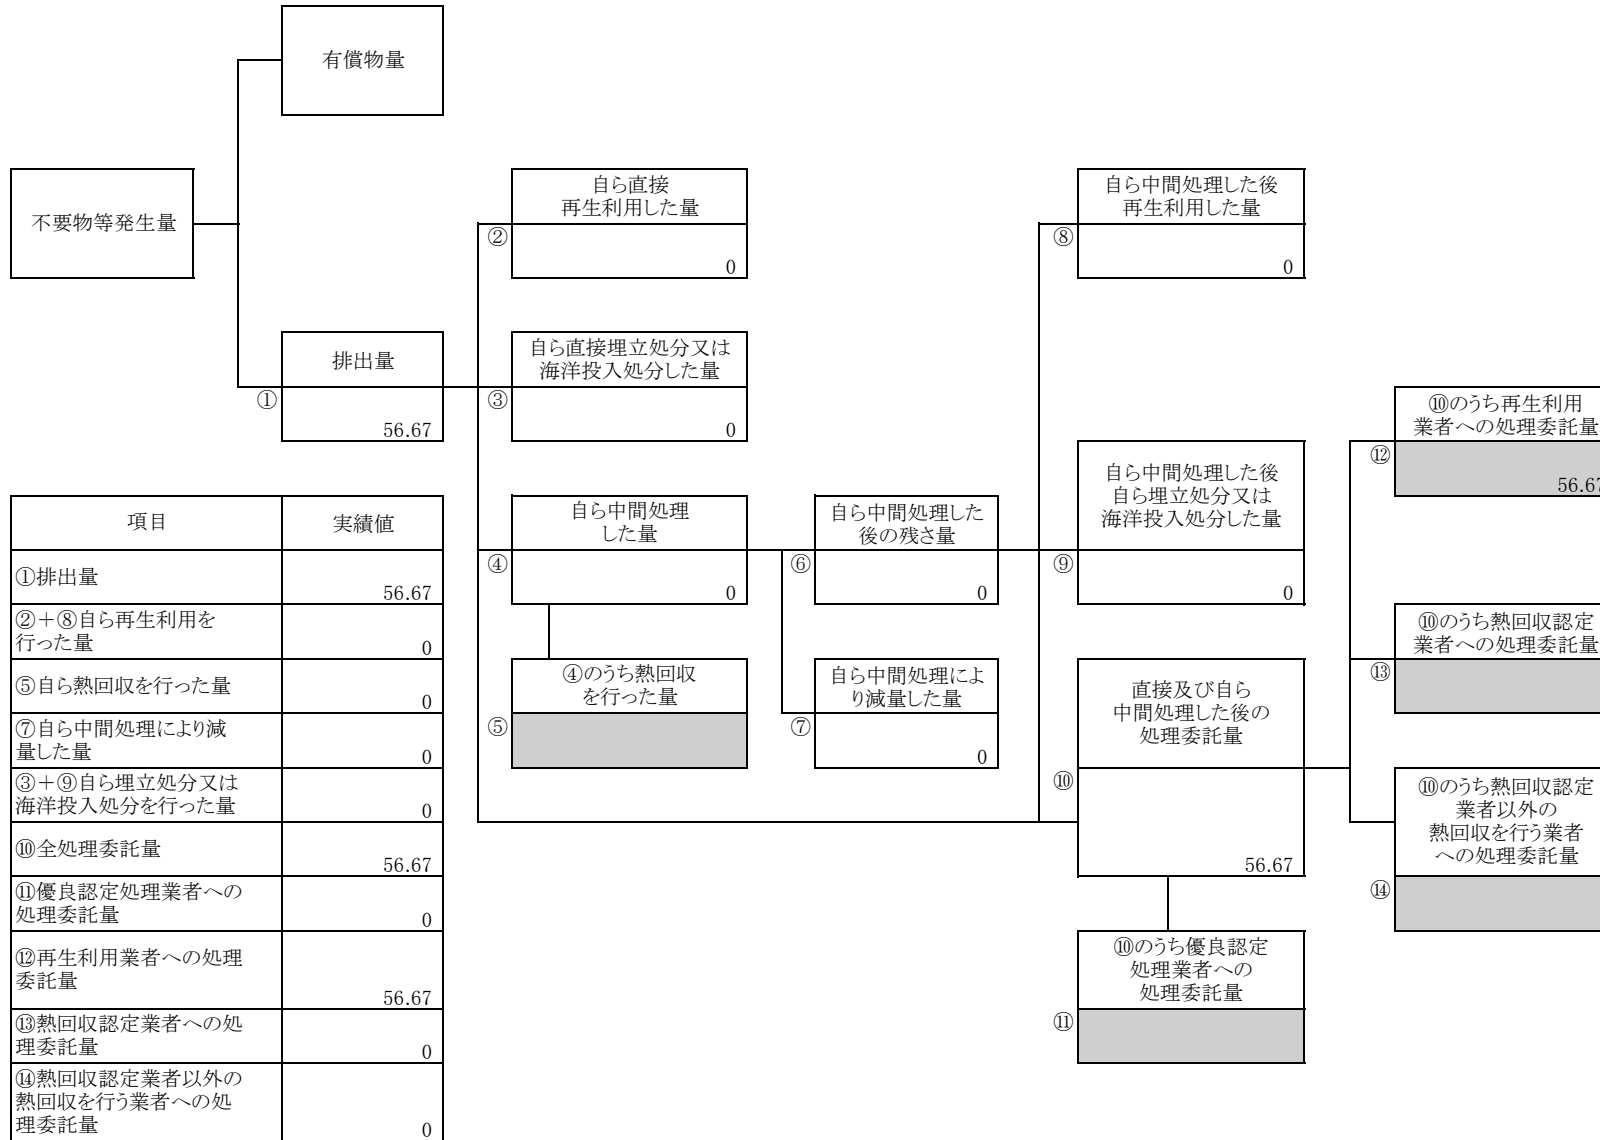 有償物量
不要物等発生量
自ら直接
再生利用した量
②
0
自ら中間処理した後
再生利用した量
⑧
0
排出量
①
56.67
自ら直接埋立処分又は
海洋投入処分した量
③
0
⑩のうち再生利用
業者への処理委託量
⑫
56.67
自ら中間処理
した量
④
0
自ら中間処理した
後の残さ量
⑥
0
自ら中間処理した後
自ら埋立処分又は
海洋投入処分した量
⑨
0
⑩のうち熱回収認定
業者への処理委託量
⑬
④のうち熱回収
を行った量
⑤
自ら中間処理によ
り減量した量
⑦
0
直接及び自ら
中間処理した後の
処理委託量
⑩
56.67
⑩のうち熱回収認定
業者以外の
熱回収を行う業者
への処理委託量
⑭
⑩のうち優良認定
処理業者への
処理委託量
⑪
項目 実績値
①排出量
56.67
②+⑧自ら再生利用を
行った量
0
⑤自ら熱回収を行った量
0
⑦自ら中間処理により減
量した量
0
③+⑨自ら埋立処分又は
海洋投入処分を行った量
0
⑩全処理委託量
56.67
⑪優良認定処理業者への
処理委託量
0
⑫再生利用業者への処理
委託量
56.67
⑬熱回収認定業者への処
理委託量
0
⑭熱回収認定業者以外の
熱回収を行う業者への処
理委託量
0